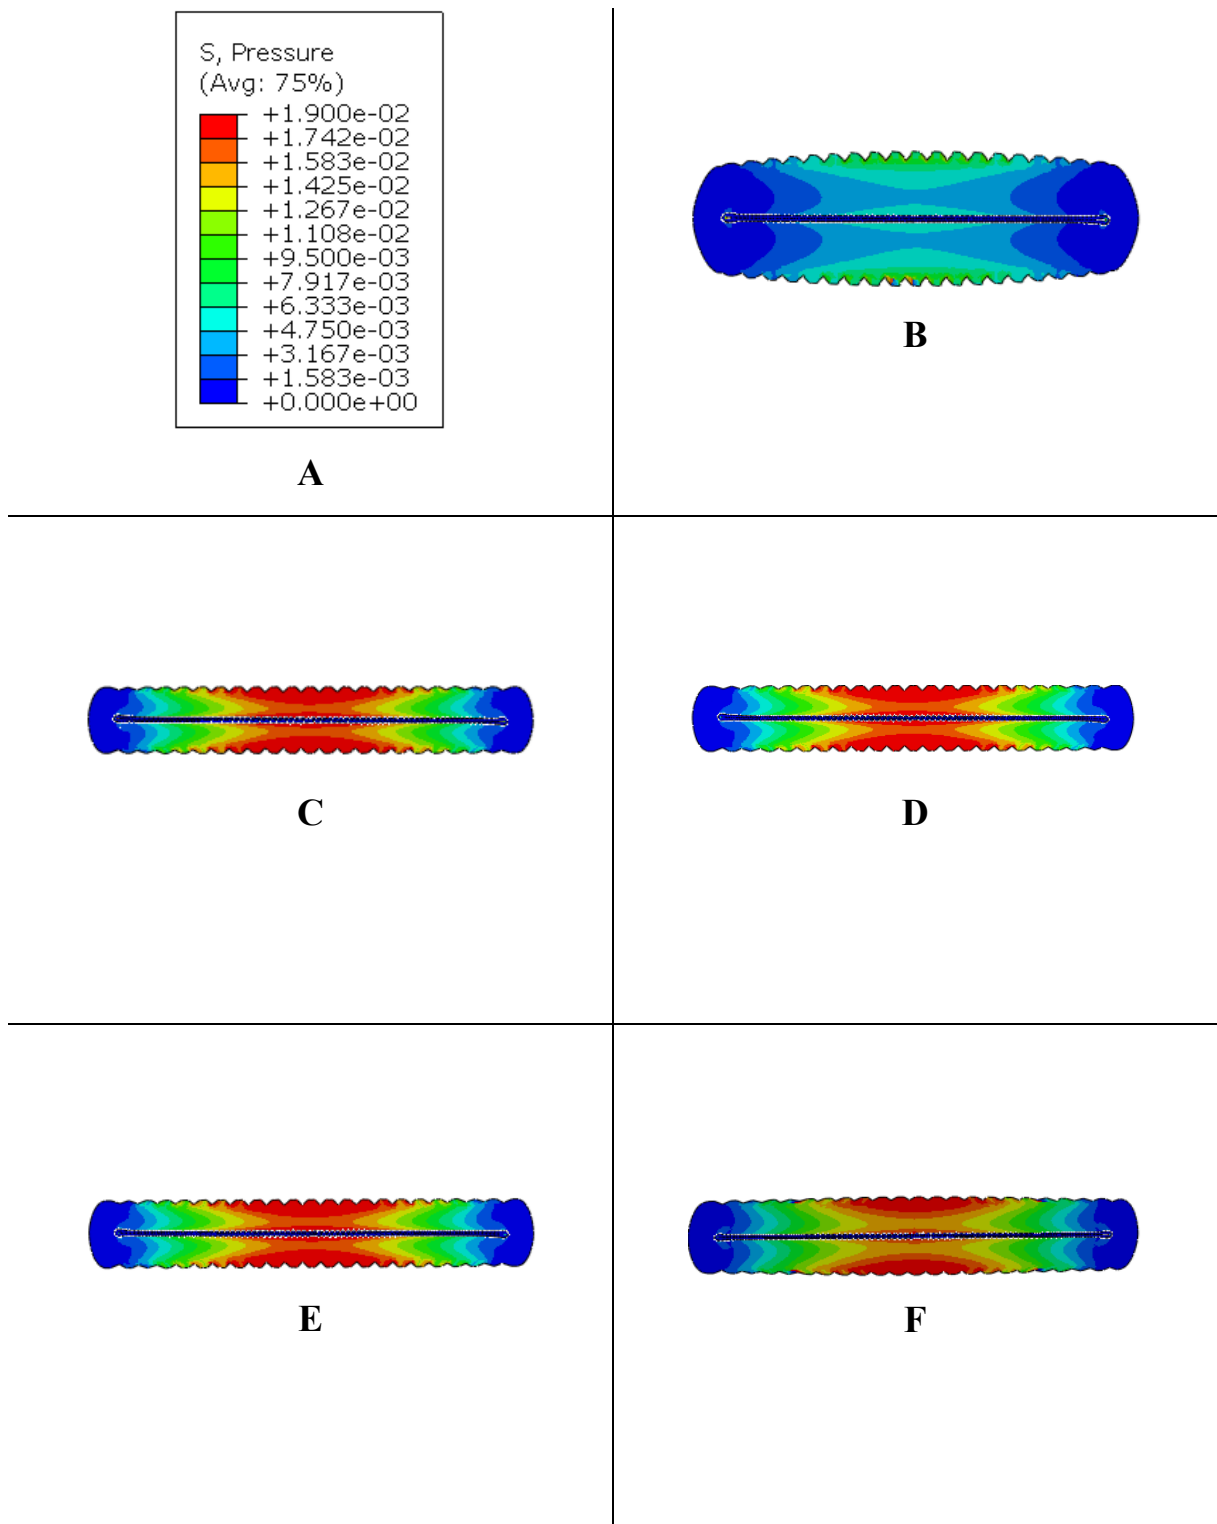 S, Pressure
(Avg: 75%)
+1.900e-02
+1.742e-02
+1.583e-02
+1.425e-02
+1.267e-02
+1.108e-02
+9.500e-03
+7.917e-03
+6.333e-03
+4.750e-03
+3.167e-03
+1.583e-03
+0.000e+00
A
B
C
D
E
F